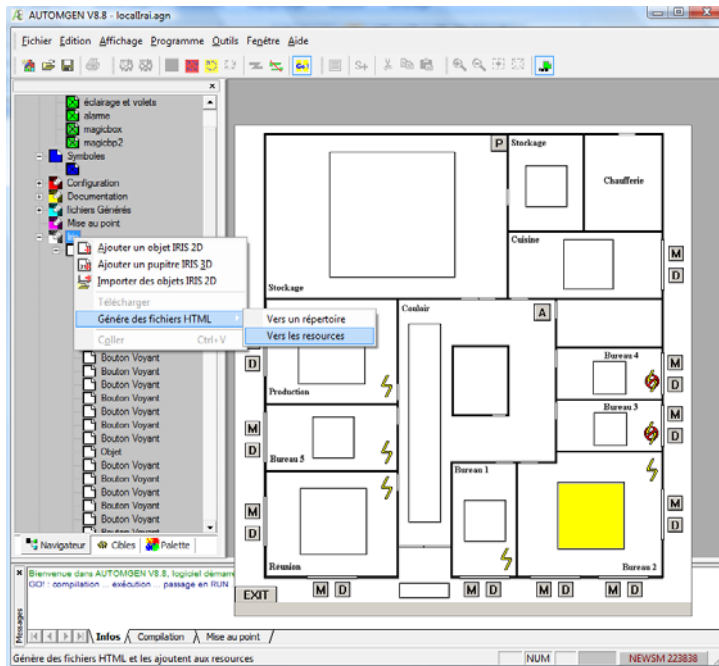 AUTOMGEN V8.8 - localIrai.agn
Fichier Édition Affichage Programme Outils Fenêtre Aide
Go!
S+
éclairage et volets
alarme
magicbox
magicbp2
Symboles
Configuration
Documentation
fichiers Générés
Mise au point
Iris
Ajouter un objet IRIS 2D
Ajouter un pupitre IRIS 3D
Importer des objets IRIS 2D
Télécharger
Génére des fichiers HTML
Coller Ctrl+V
Vers un répertoire
Vers les resources
Bouton Voyant
Bouton Voyant
Bouton Voyant
Bouton Voyant
Bouton Voyant
Bouton Voyant
Bouton Voyant
Objet
Bouton Voyant
Bouton Voyant
Bouton Voyant
Bouton Voyant
Bouton Voyant
Bouton Voyant
Navigateur Cibles Palette
P Stockage
Chaufferie
Cuisine
M
D
Stockage
Couloir
A
D
Production
Bureau 4
M
D
Bureau 3
M
D
M
D
Bureau 5
Bureau 1
M
D
M
D
Reunion
Bureau 2
EXIT
M D M D M D M D
Messages
Bienvenue dans AUTOMGEN V8.8, logiciel démar
GO! : compilation ... exécution ... passage en RUN
Infos Compilation Mise au point
Génère des fichiers HTML et les ajoutent aux resources
NUM
NEWSM 223838